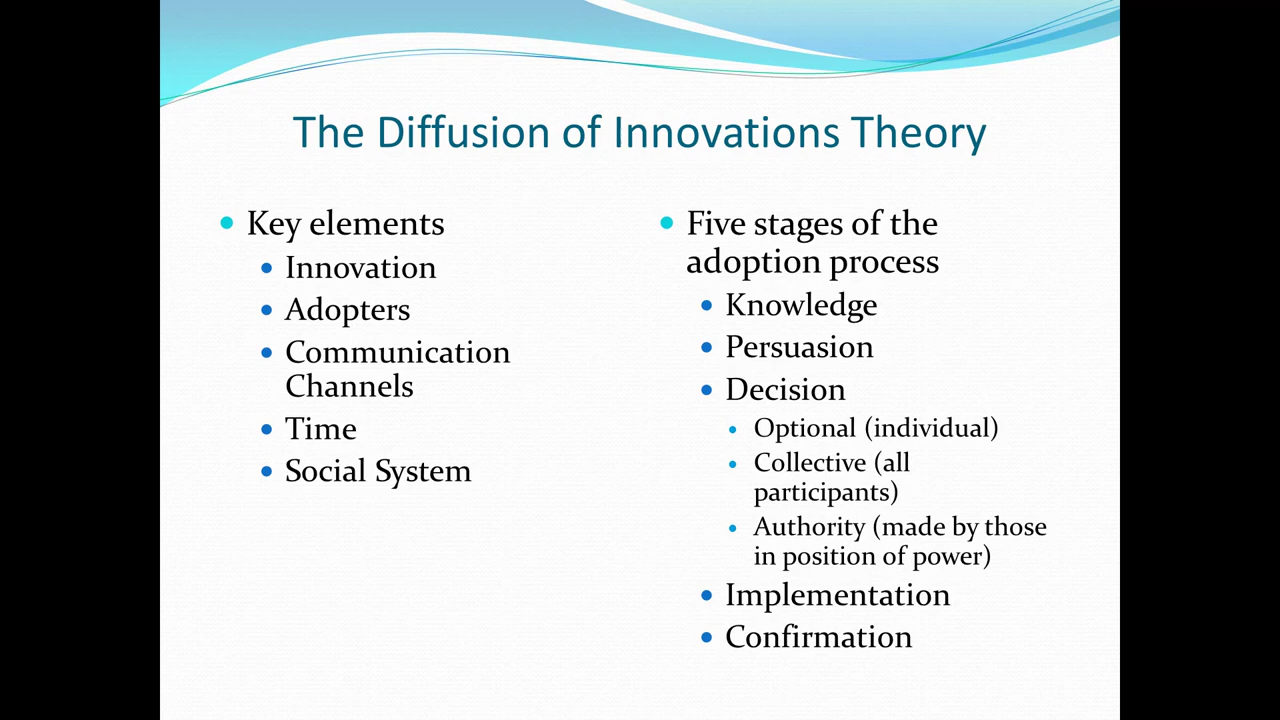 The Diffusion of Innovations Theory
Key elements
Innovation
Adopters
Communication
Channels
Time
Social System
Five stages of the
adoption process
Knowledge
Persuasion
Decision
Optional (individual)
Collective (all
participants)
Authority (made by those
in position of power)
Implementation
Confirmation